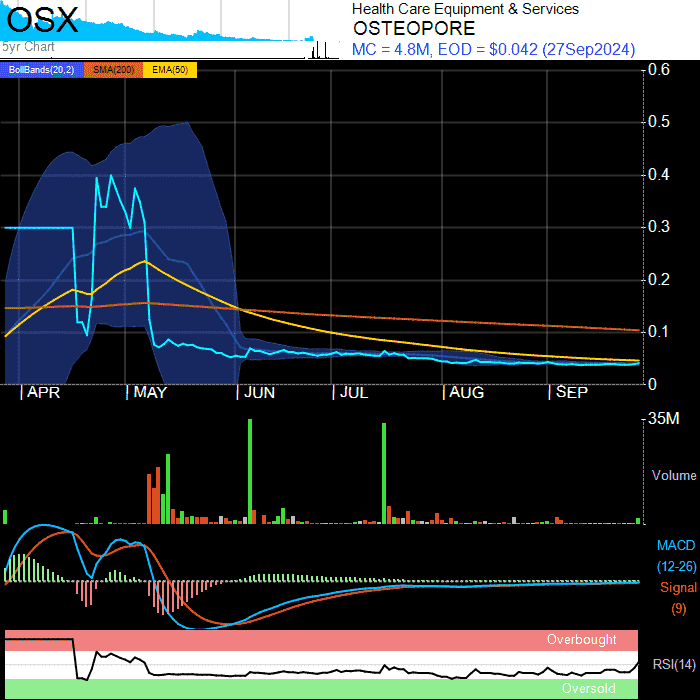 OSX
5yr Chart
Health Care Equipment & Services
OSTEOPORE
MC = 4.8M, EOD = $0.042 (27Sep2024)
BollBands(20,2) SMA(200) EMA(50)
0.6
0.5
0.4
0.3
0.2
0.1
0
APR MAY JUN JUL AUG SEP
35M
Volume
MACD
(12-26)
Signal
(9)
Overbought
RSI(14)
Oversold